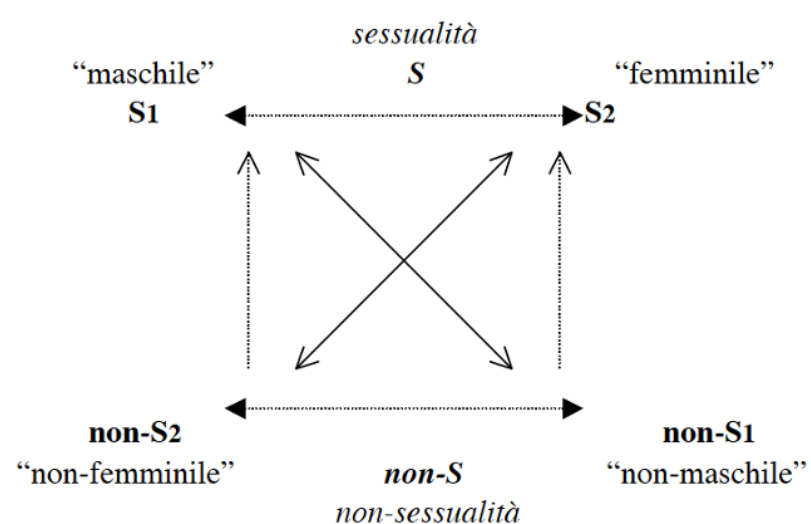 sessualità
“maschile” S “femminile”
S1 S2
non-S2 non-S1
“non-femminile” non-S “non-maschile”
non-sessualità